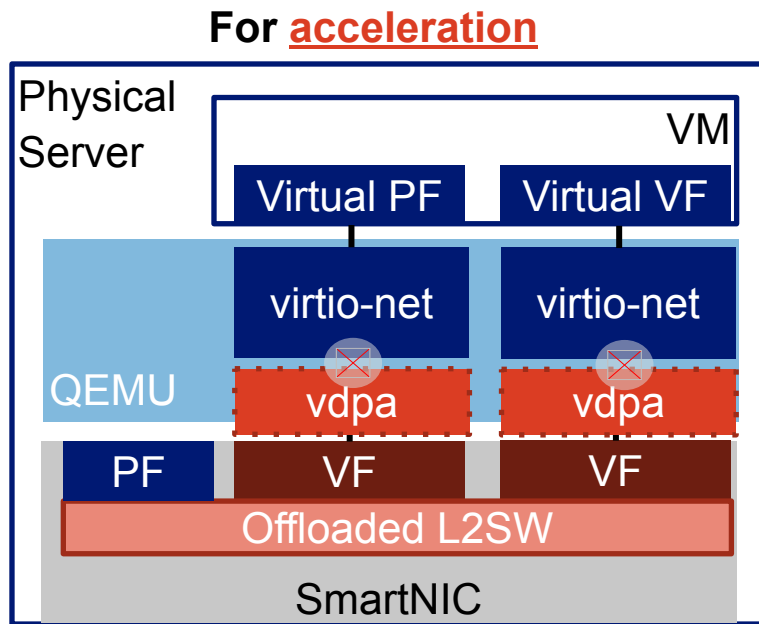 For acceleration
Physical
Server
VM
Virtual PF
Virtual VF
virtio-net
virtio-net
QEMU
vdpa
vdpa
PF
VF
VF
Offloaded L2SW
SmartNIC